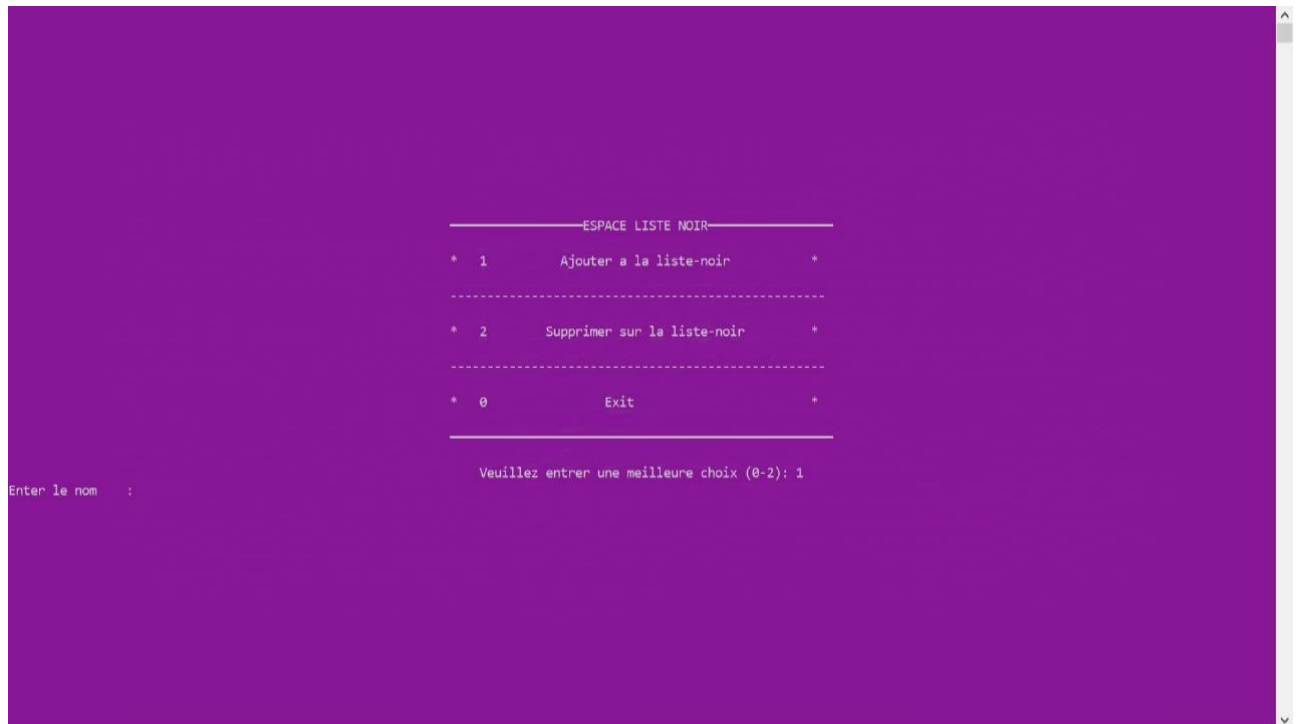 ESPACE LISTE NOIR
* 1 Ajouter a la liste-noir *
--------------------------------------------------
* 2 Supprimer sur la liste-noir *
--------------------------------------------------
* 0 Exit *
Veuillez entrer une meilleure choix (0-2): 1
Enter le nom :